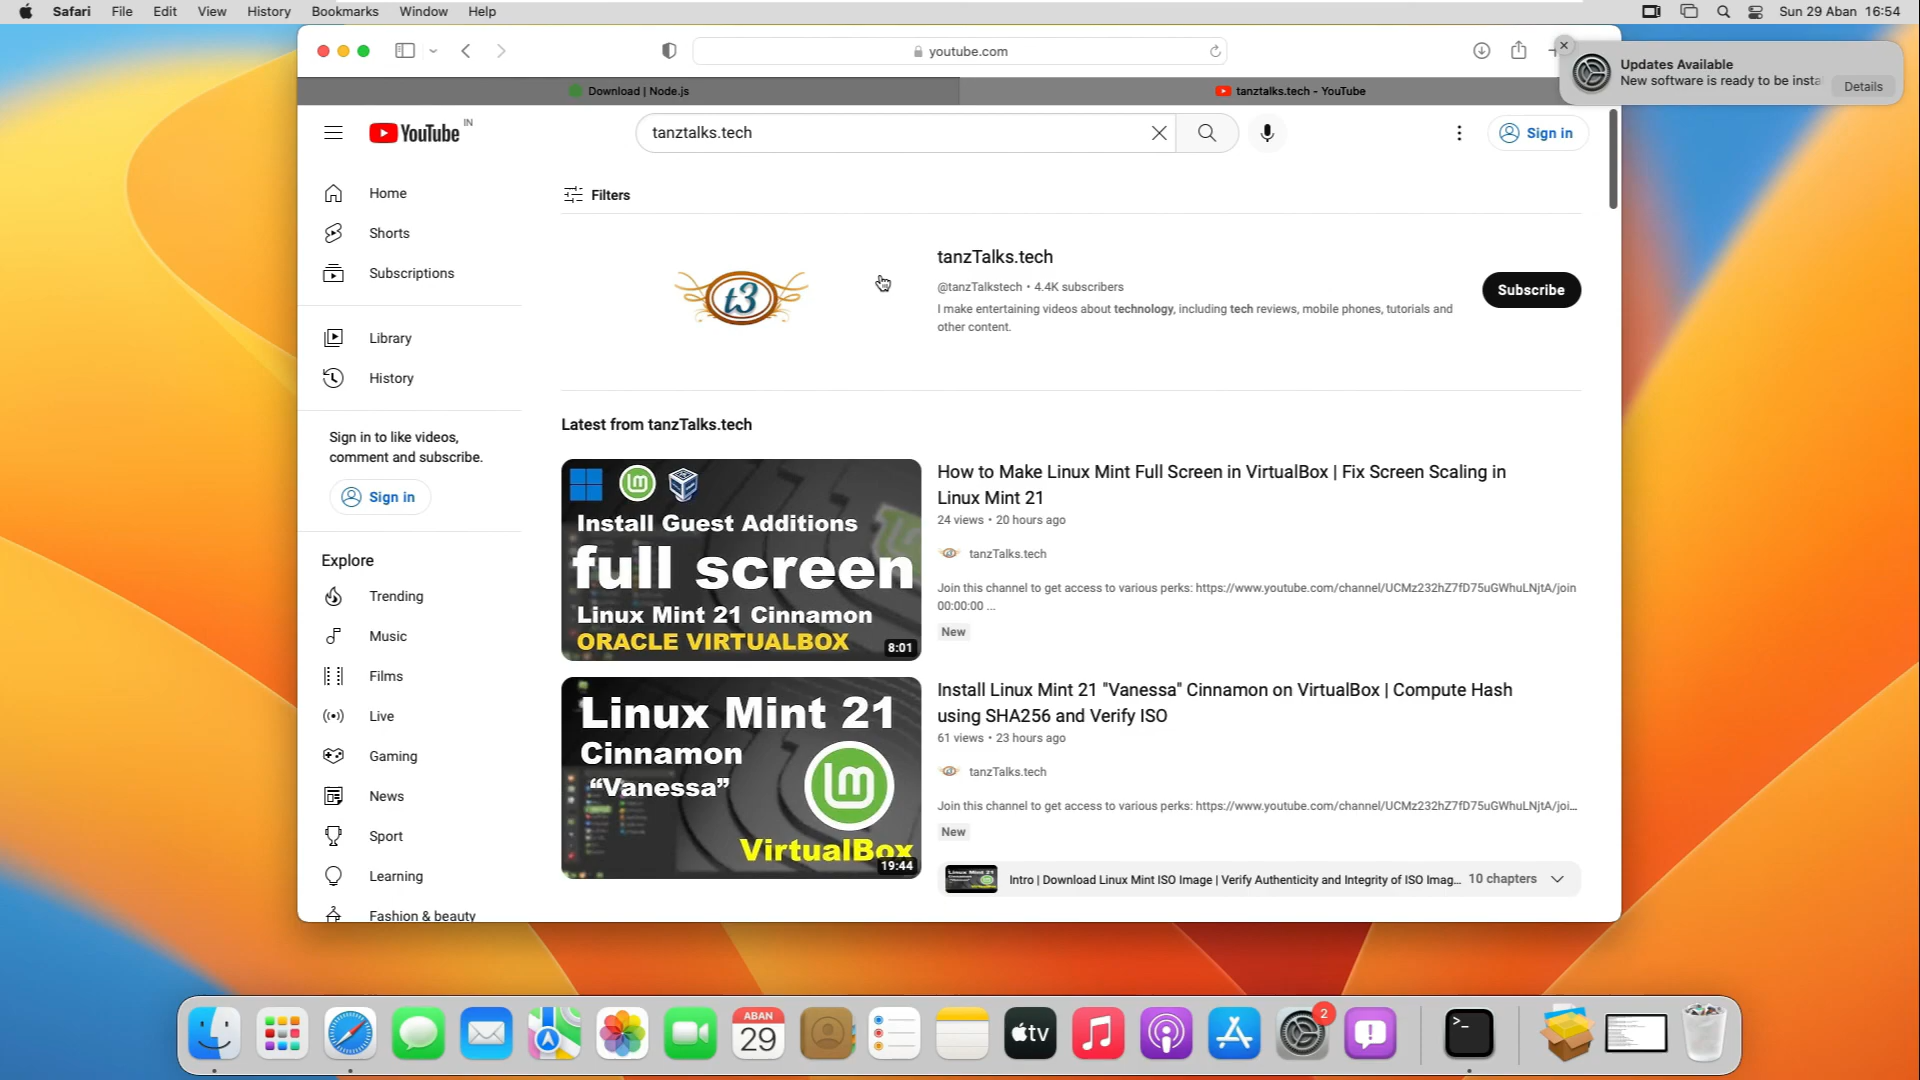 Safari File Edit View History Bookmarks Window Help Sun 29 Aban 16:54
youtube.com
Updates Available
New software is ready to be insta
Details
Download | Node.js
tanztalks.tech - YouTube
YouTube IN
tanztalks.tech
Sign in
Home
Shorts
Subscriptions
Library
History
Sign in to like videos,
comment and subscribe.
Sign in
Explore
Trending
Music
Films
Live
Gaming
News
Sport
Learning
Fashion & beauty
Filters
t3
tanzTalks.tech
@tanzTalkstech • 4.4K subscribers
I make entertaining videos about technology, including tech reviews, mobile phones, tutorials and
other content.
Subscribe
Latest from tanzTalks.tech
Install Guest Additions
full screen
Linux Mint 21 Cinnamon
ORACLE VIRTUALBOX
8:01
How to Make Linux Mint Full Screen in VirtualBox | Fix Screen Scaling in
Linux Mint 21
24 views • 20 hours ago
tanzTalks.tech
Join this channel to get access to various perks: https://www.youtube.com/channel/UCMz232hZ7fD75uGWhuLNjtA/join
00:00:00 ...
New
Linux Mint 21
Cinnamon
“Vanessa”
VirtualBox
19:44
Install Linux Mint 21 "Vanessa" Cinnamon on VirtualBox | Compute Hash
using SHA256 and Verify ISO
61 views • 23 hours ago
tanzTalks.tech
Join this channel to get access to various perks: https://www.youtube.com/channel/UCMz232hZ7fD75uGWhuLNjtA/joi...
New
Intro | Download Linux Mint ISO Image | Verify Authenticity and Integrity of ISO Imag... 10 chapters
ABAN
29
tv
2
>_